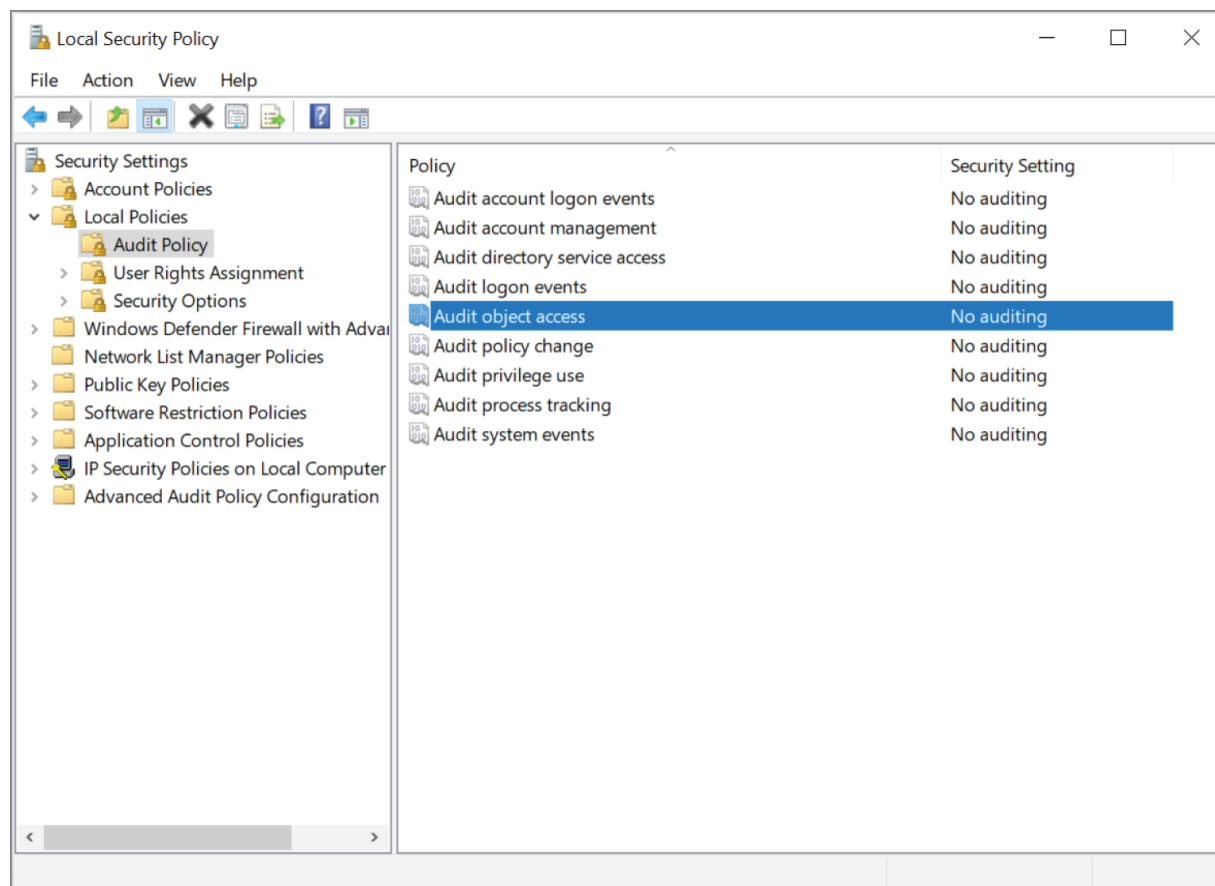 Local Security Policy
File Action View Help
Security Settings
Account Policies
Local Policies
Audit Policy
User Rights Assignment
Security Options
Windows Defender Firewall with Advar
Network List Manager Policies
Public Key Policies
Software Restriction Policies
Application Control Policies
IP Security Policies on Local Computer
Advanced Audit Policy Configuration
Policy Security Setting
Audit account logon events No auditing
Audit account management No auditing
Audit directory service access No auditing
Audit logon events No auditing
Audit object access No auditing
Audit policy change No auditing
Audit privilege use No auditing
Audit process tracking No auditing
Audit system events No auditing